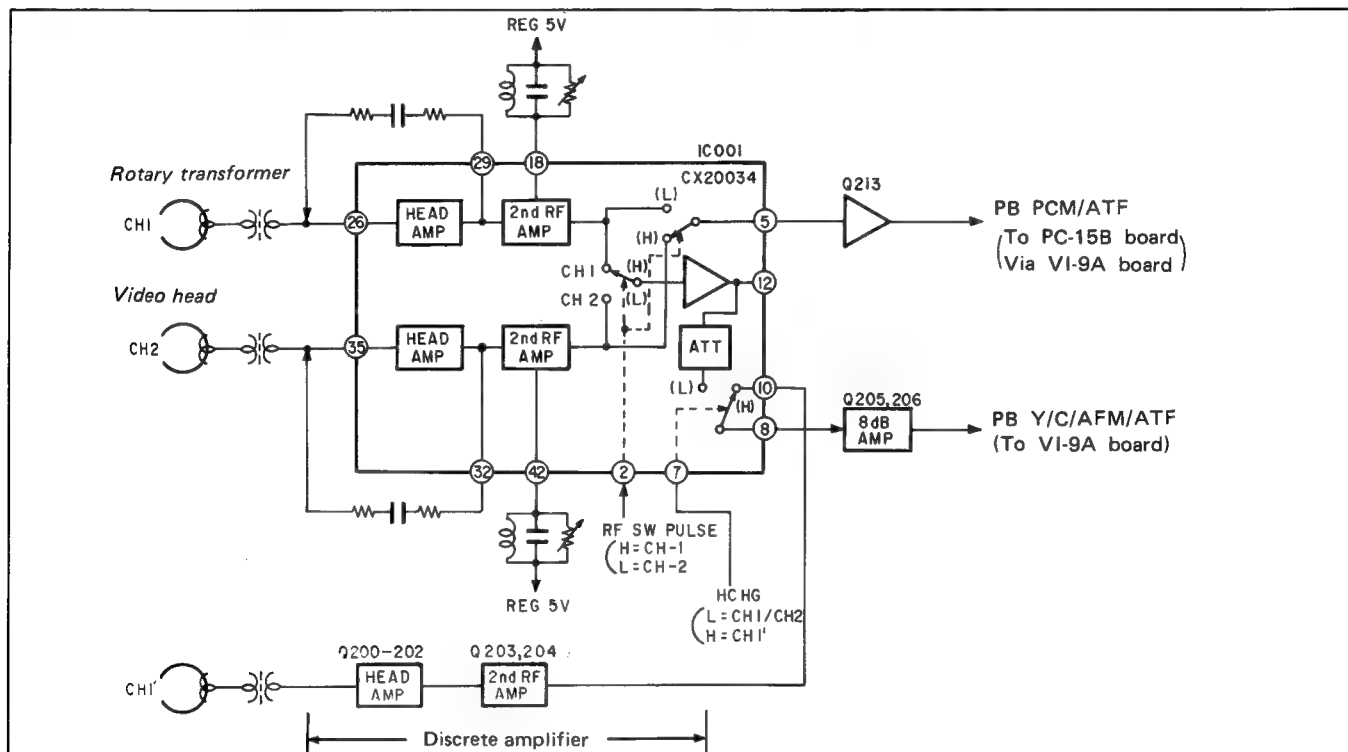 REG 5V
IC001
CX20034
29
18
Rotary transformer
CH1
26
HEAD AMP
2nd RF AMP
(L)
(H)
5
Q213
PB PCM/ATF
(To PC-15B board
Via VI-9A board)
CH1
(H)
(L)
CH2
12
Video head
CH2
35
HEAD AMP
2nd RF AMP
ATT
(L)
(H)
10
8
Q205,206
8dB AMP
PB Y/C/AFM/ATF
(To VI-9A board)
32
42
2
7
RF SW PULSE
(H=CH-1
L=CH-2
REG 5V
HCHG
(L=CH1/CH2
H=CH1'
Q200-202
Q203,204
CH1'
HEAD AMP
2nd RF AMP
Discrete amplifier